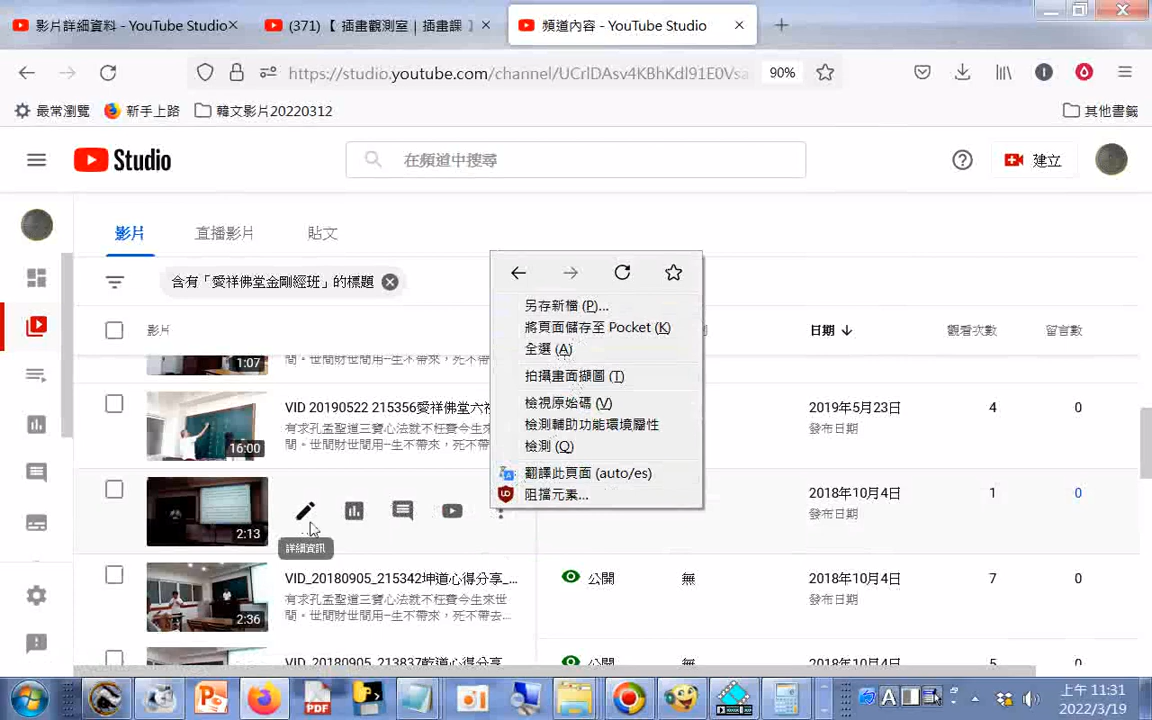 影片詳細資料 - YouTube Studio
(371)【 插畫觀測室 | 插畫課 】
頻道內容 - YouTube Studio
https://studio.youtube.com/channel/UCrlDAsv4KBhKdl91E0Vsa
90%
最常瀏覽
新手上路
韓文影片20220312
其他書籤
Studio
在頻道中搜尋
建立
影片
直播影片
貼文
含有「愛祥佛堂金剛經班」的標題
影片
日期
觀看次數
留言數
1:07
間。世間財世間用–生不帶來，死不帶
VID 20190522 215356愛祥佛堂六祖
有求孔孟聖道三寶心法就不枉費今
間。世間財世間用–生不帶來，死不
16:00
2019年5月23日
發布日期
4
0
2:13
詳細資訊
2018年10月4日
發布日期
1
0
VID_20180905_215342坤道心得分享_...
有求孔孟聖道三寶心法就不枉費今生來世
間。世間財世間用–生不帶來，死不帶去...
2:36
公開
無
2018年10月4日
發布日期
7
0
VID_20180905_213837乾道心得分享
公開
2018年10月4日
5
0
另存新檔 (P)...
將頁面儲存至 Pocket (K)
全選 (A)
拍攝畫面擷圖 (T)
檢視原始碼 (V)
檢測輔助功能環境屬性
檢測 (Q)
翻譯此頁面 (auto/es)
阻擋元素...
PDF
A
上午 11:31
2022/3/19